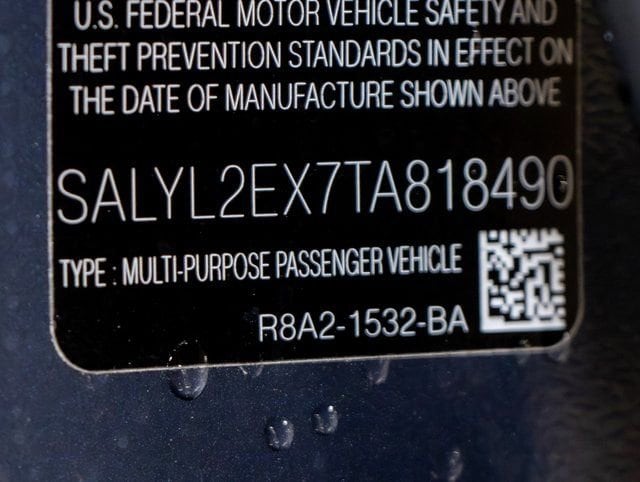 U.S. FEDERAL MOTOR VEHICLE SAFETY AND
THEFT PREVENTION STANDARDS IN EFFECT ON
THE DATE OF MANUFACTURE SHOWN ABOVE
SALYL2EX7TA818490
TYPE : MULTI-PURPOSE PASSENGER VEHICLE
R8A2-1532-BA